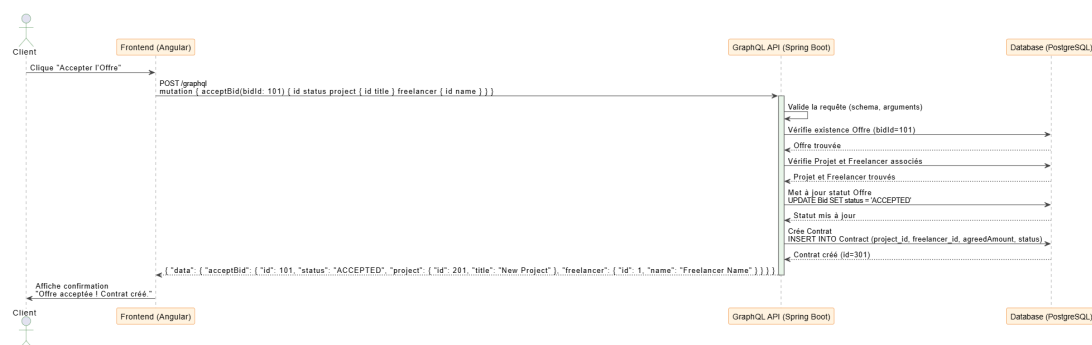 Client
Frontend (Angular)
GraphQL API (Spring Boot)
Database (PostgreSQL)
Clique "Accepter l'Offre"
POST /graphql
mutation { acceptBid(bidId: 101) { id status project { id title } freelancer { id name } } }
Valide la requête (schema, arguments)
Vérifie existence Offre (bidId=101)
Offre trouvée
Vérifie Projet et Freelancer associés
Projet et Freelancer trouvés
Met à jour statut Offre
UPDATE Bid SET status = 'ACCEPTED'
Statut mis à jour
Crée Contrat
INSERT INTO Contract (project_id, freelancer_id, agreedAmount, status)
Contrat créé (id=301)
{ "data": { "acceptBid": { "id": 101, "status": "ACCEPTED", "project": { "id": 201, "title": "New Project" }, "freelancer": { "id": 1, "name": "Freelancer Name" } } } }
Affiche confirmation
"Offre acceptée ! Contrat créé."
Client
Frontend (Angular)
GraphQL API (Spring Boot)
Database (PostgreSQL)